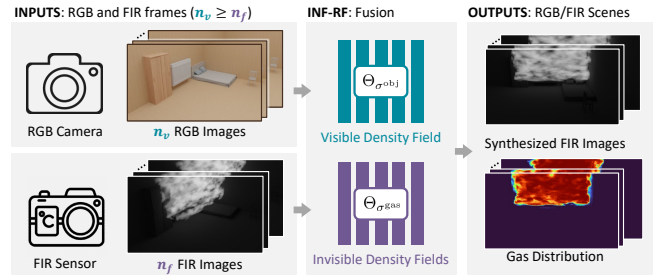 INPUTS: RGB and FIR frames (n_v ≥ n_f)
INF-RF: Fusion
OUTPUTS: RGB/FIR Scenes
RGB Camera
n_v RGB Images
Θ_σ^obj
Visible Density Field
Synthesized FIR Images
°C
FIR Sensor
n_f FIR Images
Θ_σ^gas
Invisible Density Fields
Gas Distribution